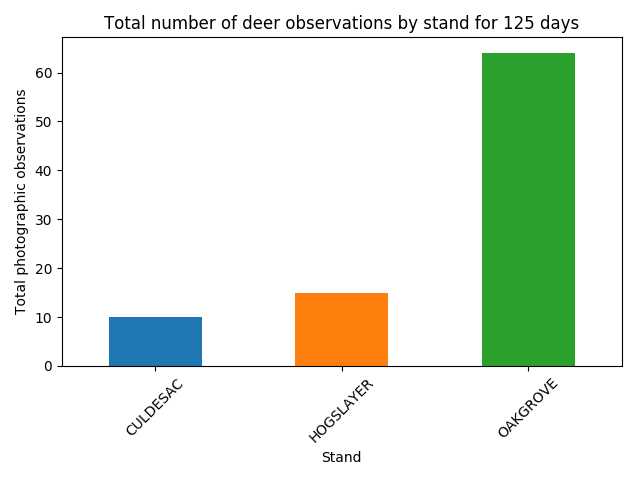 Total number of deer observations by stand for 125 days
Total photographic observations
60
50
40
30
20
10
0
CULDESAC
HOGSLAYER
OAKGROVE
Stand